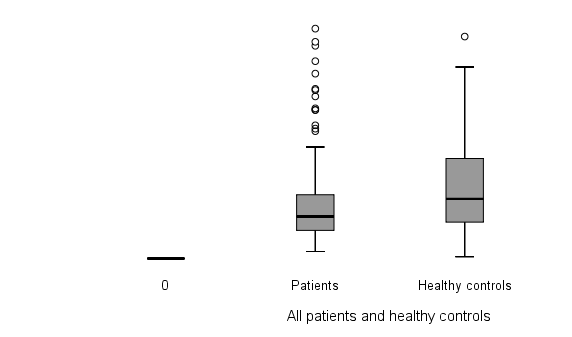 0 Patients Healthy controls
All patients and healthy controls